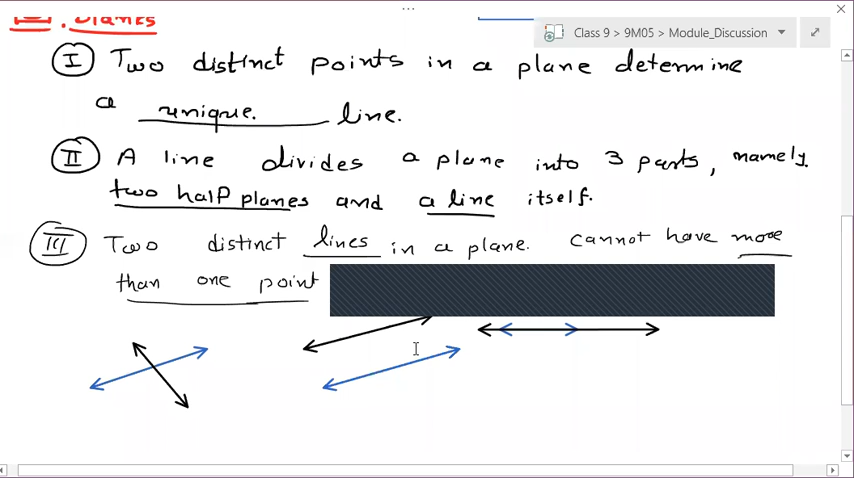 Planes
Class 9 > 9M05 > Module_Discussion
I Two distinct points in a plane determine
a unique. line.
II A line divides a plane into 3 parts, namely
two half planes and a line itself.
III Two distinct lines in a plane. cannot have more
than one point